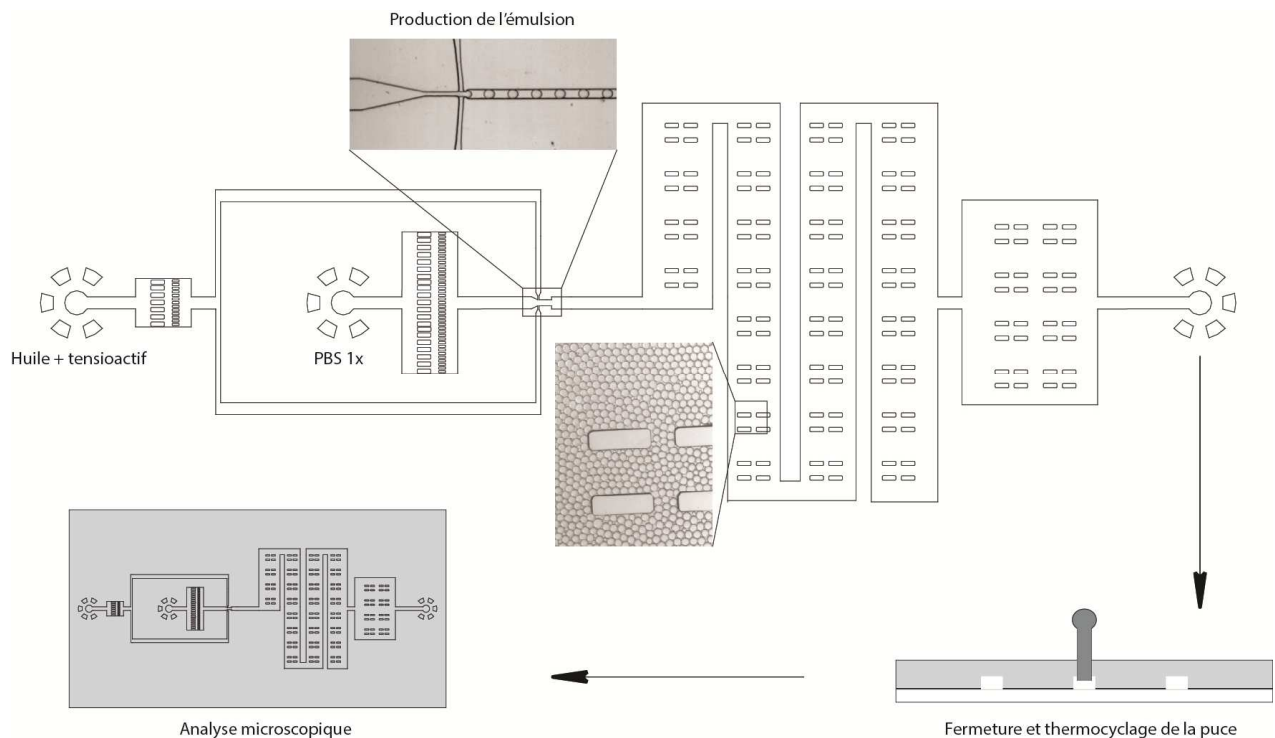 Production de l'émulsion
Huile + tensioactif
PBS 1x
Analyse microscopique
Fermeture et thermocyclage de la puce